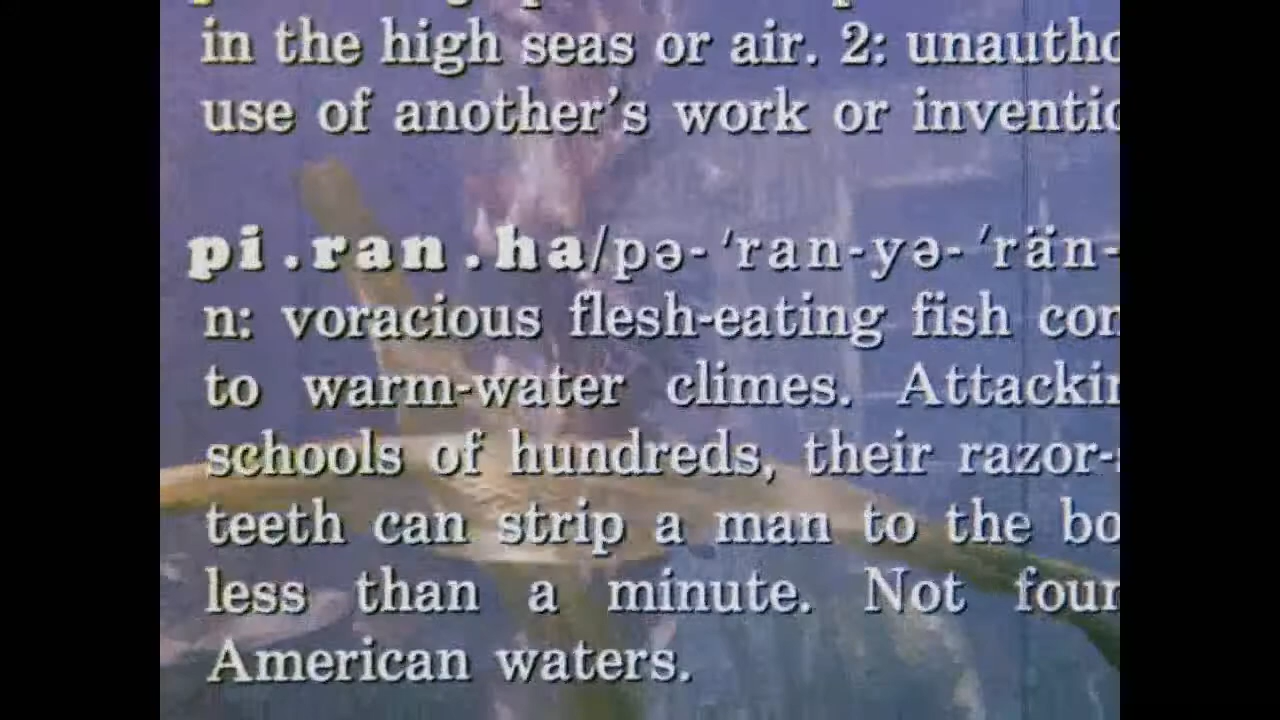 in the high seas or air. 2: unautho
use of another's work or inventio
pi.ran.ha/pə-'ran-yə-'rän-
n: voracious flesh-eating fish con
to warm-water climes. Attackin
schools of hundreds, their razor-
teeth can strip a man to the bo
less than a minute. Not foun
American waters.